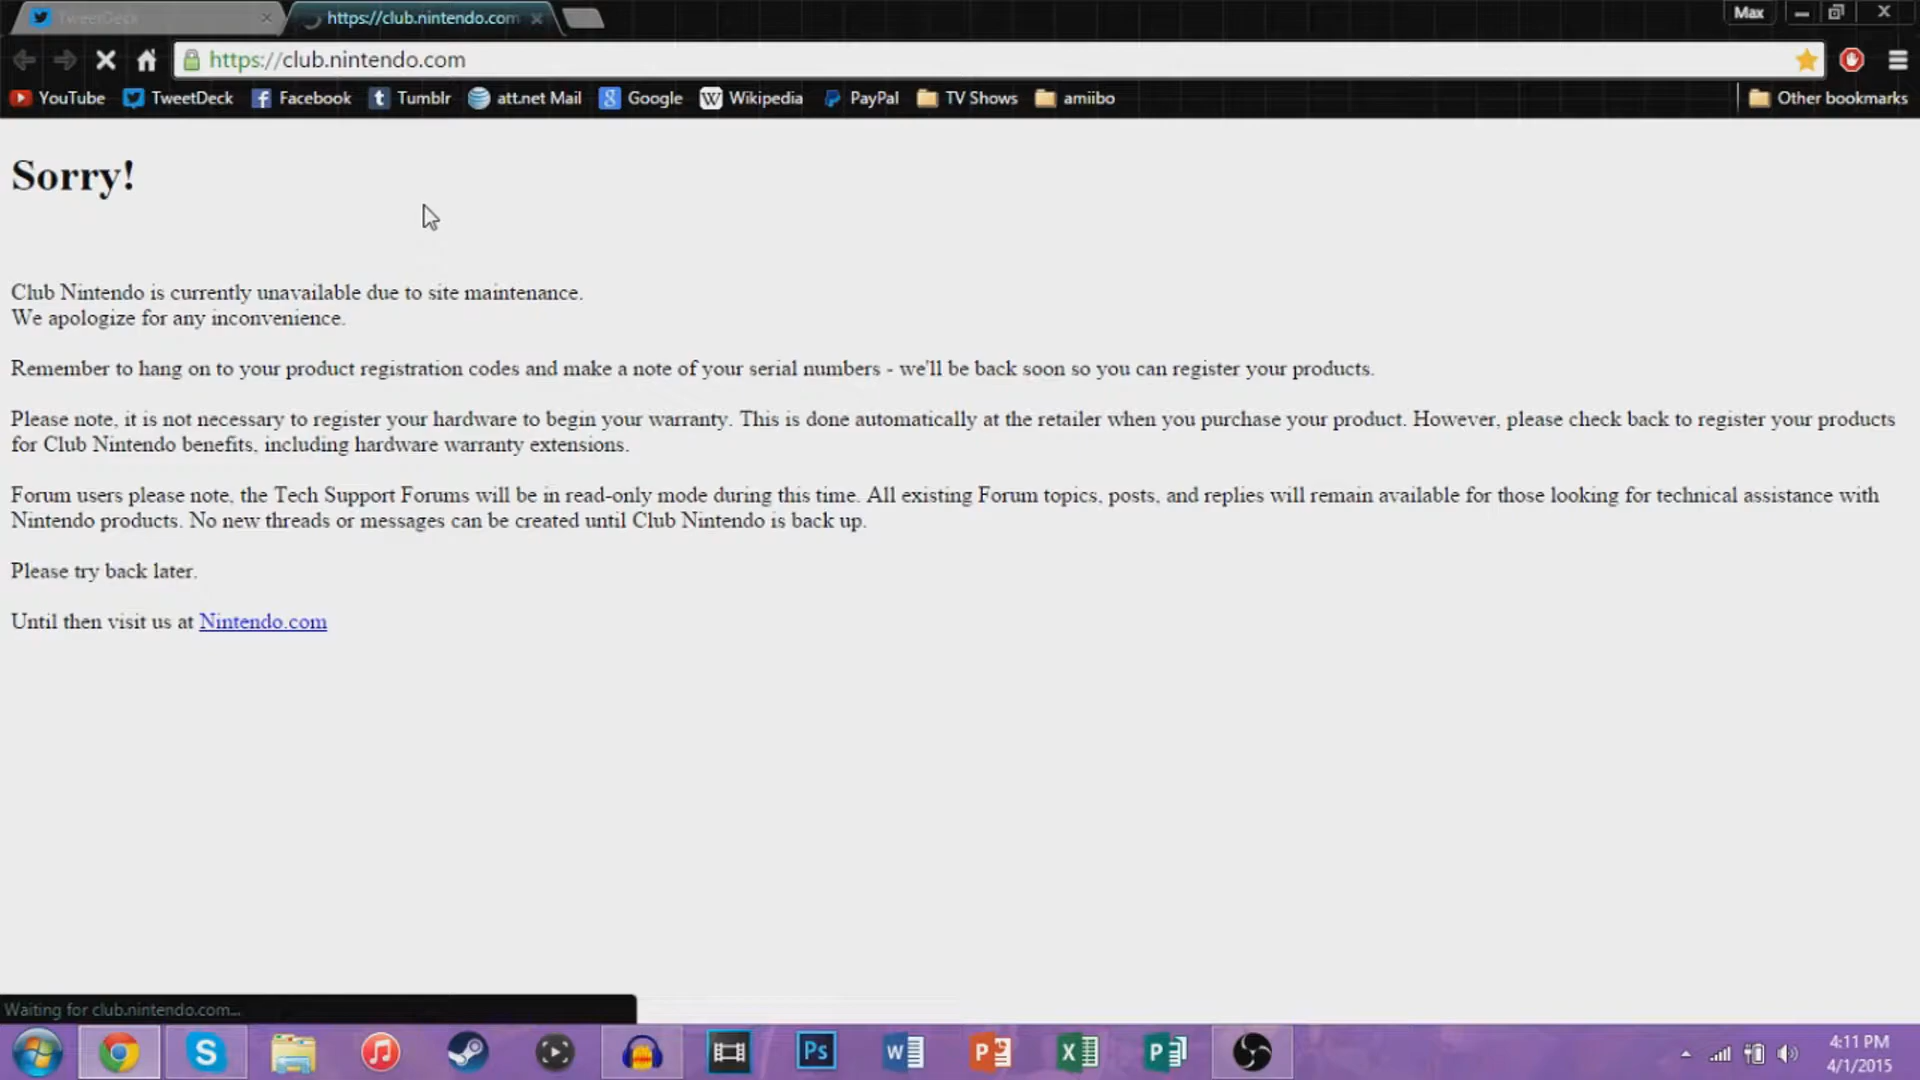 TweetDeck
https://club.nintendo.com
Max
https://club.nintendo.com
YouTube TweetDeck Facebook Tumblr att.net Mail Google Wikipedia PayPal TV Shows amiibo Other bookmarks
Sorry!
Club Nintendo is currently unavailable due to site maintenance.
We apologize for any inconvenience.
Remember to hang on to your product registration codes and make a note of your serial numbers - we'll be back soon so you can register your products.
Please note, it is not necessary to register your hardware to begin your warranty. This is done automatically at the retailer when you purchase your product. However, please check back to register your products
for Club Nintendo benefits, including hardware warranty extensions.
Forum users please note, the Tech Support Forums will be in read-only mode during this time. All existing Forum topics, posts, and replies will remain available for those looking for technical assistance with
Nintendo products. No new threads or messages can be created until Club Nintendo is back up.
Please try back later.
Until then visit us at Nintendo.com
Waiting for club.nintendo.com...
4:11 PM
4/1/2015